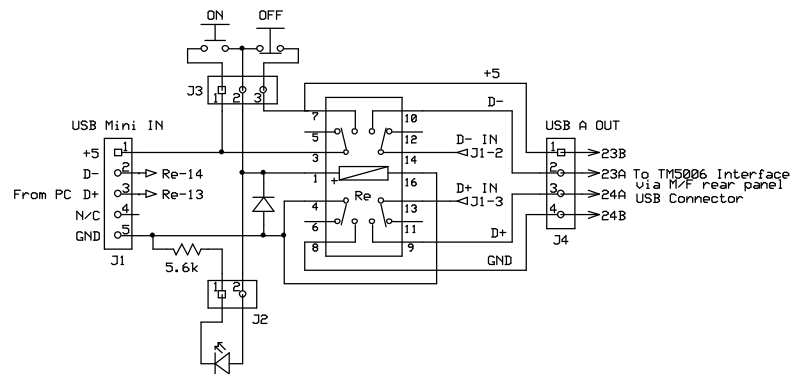 ON OFF
J3
1 2 3
+5
D-
7 10
5 12
3 14
1 16
+
Re
4 13
6 11
8 9
USB Mini IN
+5 1
D- 2 Re-14
From PC D+ 3 Re-13
N/C 4
GND 5
J1
5.6k
1 2
J2
D- IN
J1-2
D+ IN
J1-3
D+
GND
USB A OUT
1 23B
2 23A To TM5006 Interface
3 24A via M/F rear panel
4 24B USB Connector
J4